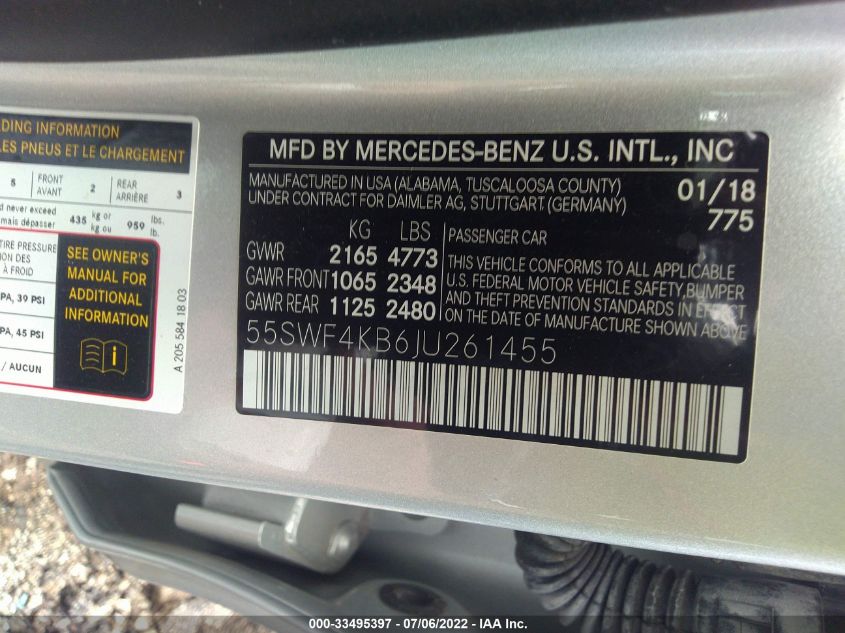 DING INFORMATION
LES PNEUS ET LE CHARGEMENT
5 FRONT AVANT 2 REAR ARRIÈRE 3
d never exceed
mais dépasser 435 kg or kg ou 959 lbs. lb.
TIRE PRESSURE
ION DES
À FROID
PA, 39 PSI
PA, 45 PSI
/ AUCUN
SEE OWNER'S
MANUAL FOR
ADDITIONAL
INFORMATION
A 205 584 18 03
MFD BY MERCEDES-BENZ U.S. INTL., INC
MANUFACTURED IN USA (ALABAMA, TUSCALOOSA COUNTY)
UNDER CONTRACT FOR DAIMLER AG, STUTTGART (GERMANY)
01/18
775
KG LBS
GVWR 2165 4773
GAWR FRONT 1065 2348
GAWR REAR 1125 2480
PASSENGER CAR
THIS VEHICLE CONFORMS TO ALL APPLICABLE
U.S. FEDERAL MOTOR VEHICLE SAFETY, BUMPER
AND THEFT PREVENTION STANDARDS IN EFFECT
ON THE DATE OF MANUFACTURE SHOWN ABOVE
55SWF4KB6JU261455
000-33495397 - 07/06/2022 - IAA Inc.